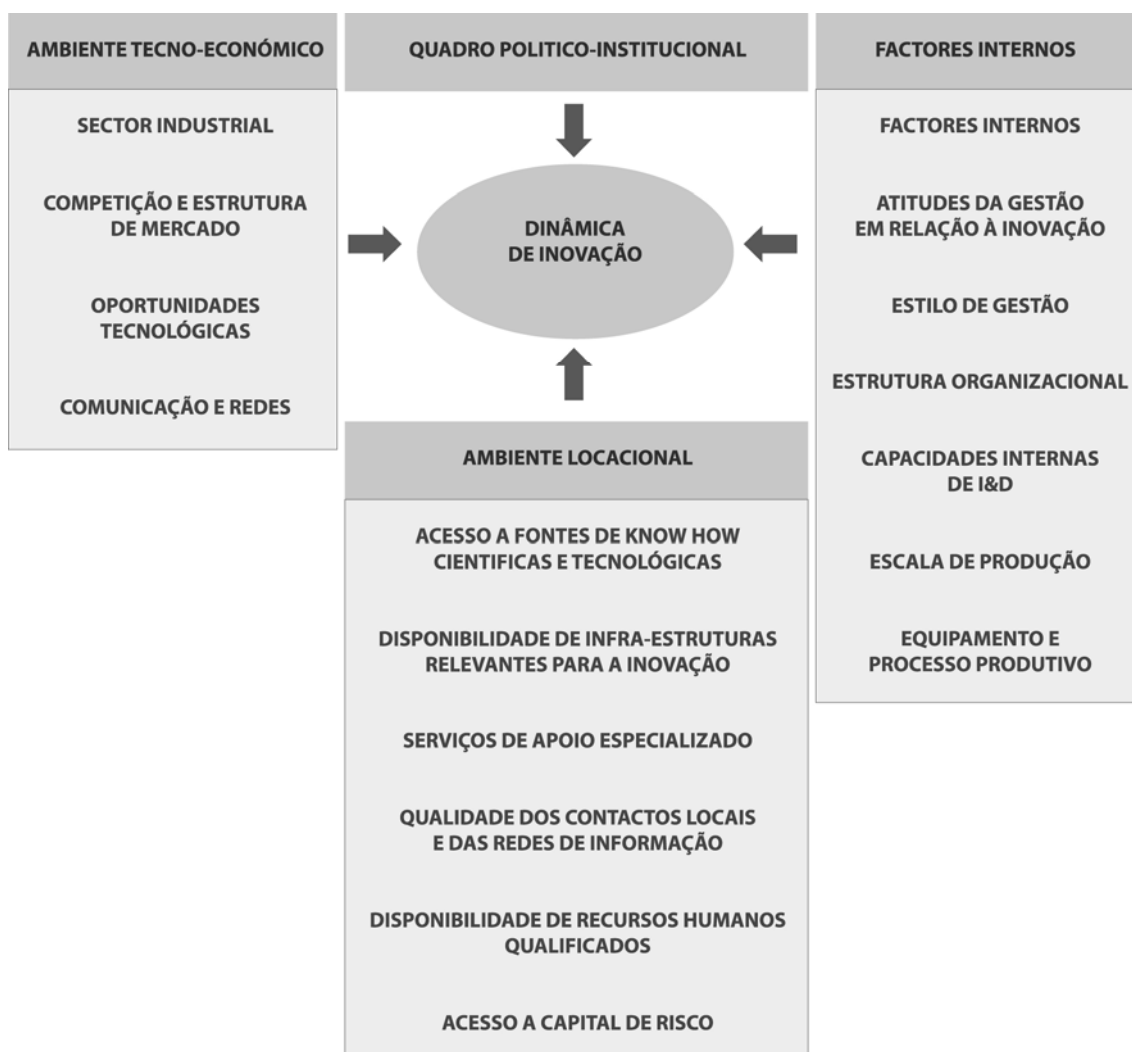 AMBIENTE TECNO-ECONÓMICO
SECTOR INDUSTRIAL
COMPETIÇÃO E ESTRUTURA
DE MERCADO
OPORTUNIDADES
TECNOLÓGICAS
COMUNICAÇÃO E REDES
QUADRO POLITICO-INSTITUCIONAL
DINÂMICA
DE INOVAÇÃO
AMBIENTE LOCACIONAL
ACESSO A FONTES DE KNOW HOW
CIENTIFICAS E TECNOLÓGICAS
DISPONIBILIDADE DE INFRA-ESTRUTURAS
RELEVANTES PARA A INOVAÇÃO
SERVIÇOS DE APOIO ESPECIALIZADO
QUALIDADE DOS CONTACTOS LOCAIS
E DAS REDES DE INFORMAÇÃO
DISPONIBILIDADE DE RECURSOS HUMANOS
QUALIFICADOS
ACESSO A CAPITAL DE RISCO
FACTORES INTERNOS
FACTORES INTERNOS
ATITUDES DA GESTÃO
EM RELAÇÃO À INOVAÇÃO
ESTILO DE GESTÃO
ESTRUTURA ORGANIZACIONAL
CAPACIDADES INTERNAS
DE I&D
ESCALA DE PRODUÇÃO
EQUIPAMENTO E
PROCESSO PRODUTIVO